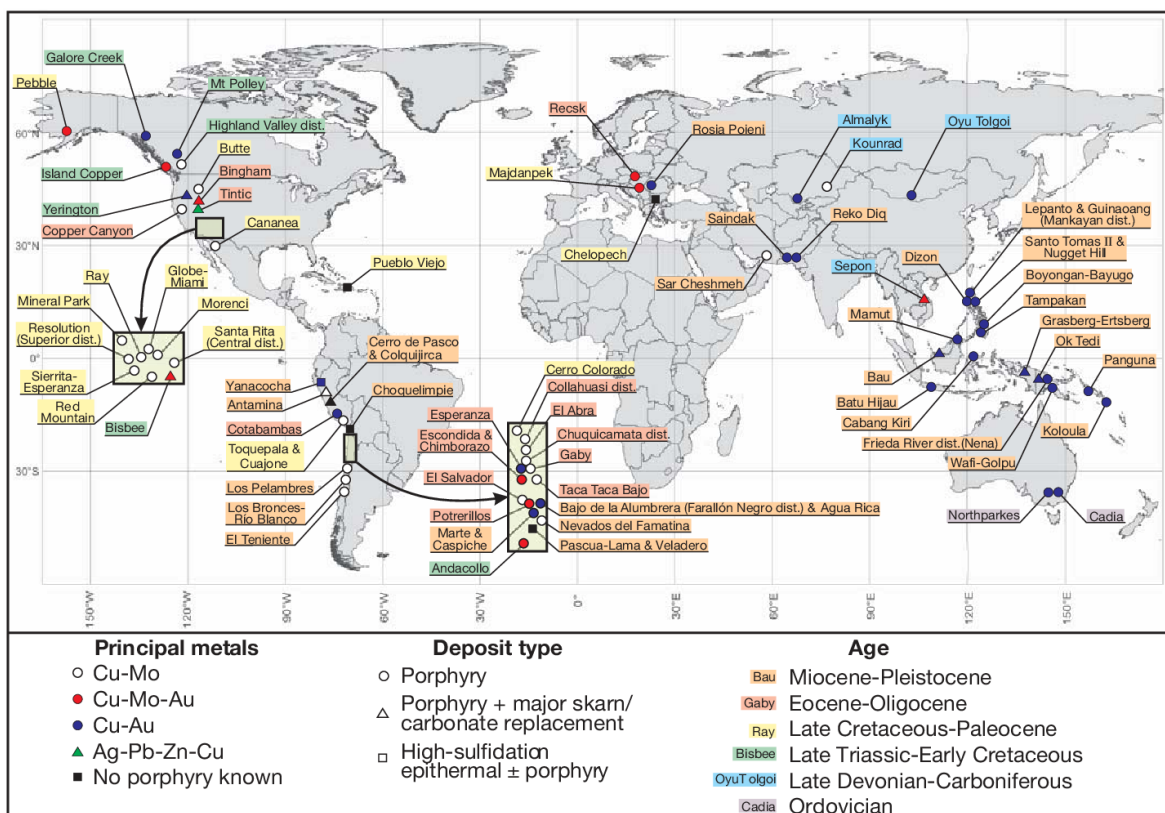 Galore Creek
Pebble
Mt Polley
Highland Valley dist.
Butte
Bingham
Island Copper
Yerington
Tintic
Copper Canyon
Cananea
Recsk
Rosia Poieni
Almalyk
Oyu Tolgoi
Kounrad
Majdanpek
Chelopech
Saindak
Reko Diq
Sar Cheshmeh
Sepon
Dizon
Lepanto & Guinaoang
(Mankayan dist.)
Santo Tomas II &
Nugget Hill
Boyongan-Bayugo
Tampakan
Mamut
Grasberg-Ertsberg
Ok Tedi
Panguna
Bau
Batu Hijau
Cabang Kiri
Koloula
Frieda River dist.(Nena)
Wafi-Golpu
Northparkes
Cadia
Pueblo Viejo
Ray
Globe-
Miami
Mineral Park
Morenci
Resolution
(Superior dist.)
Santa Rita
(Central dist.)
Sierrita-
Esperanza
Red
Mountain
Bisbee
Cerro de Pasco
& Colquijirca
Yanacocha
Choquelimpie
Antamina
Cotabambas
Toquepala &
Cuajone
Los Pelambres
Los Bronces-
Rio Blanco
El Teniente
Cerro Colorado
Collahuasi dist.
Esperanza
El Abra
Escondida &
Chimborazo
Chuquicamata dist.
Gaby
El Salvador
Taca Taca Bajo
Potrerillos
Bajo de la Alumbrera (Farallón Negro dist.) & Agua Rica
Marte &
Caspiche
Nevados del Famatina
Pascua-Lama & Veladero
Andacollo
60°N
30°N
0°
30°S
150°W
120°W
90°W
60°W
30°W
0°
30°E
60°E
90°E
120°E
150°E
Principal metals
Cu-Mo
Cu-Mo-Au
Cu-Au
Ag-Pb-Zn-Cu
No porphyry known
Deposit type
Porphyry
Porphyry + major skarn/
carbonate replacement
High-sulfidation
epithermal ± porphyry
Age
Bau Miocene-Pleistocene
Gaby Eocene-Oligocene
Ray Late Cretaceous-Paleocene
Bisbee Late Triassic-Early Cretaceous
OyuT olgoi Late Devonian-Carboniferous
Cadia Ordovician